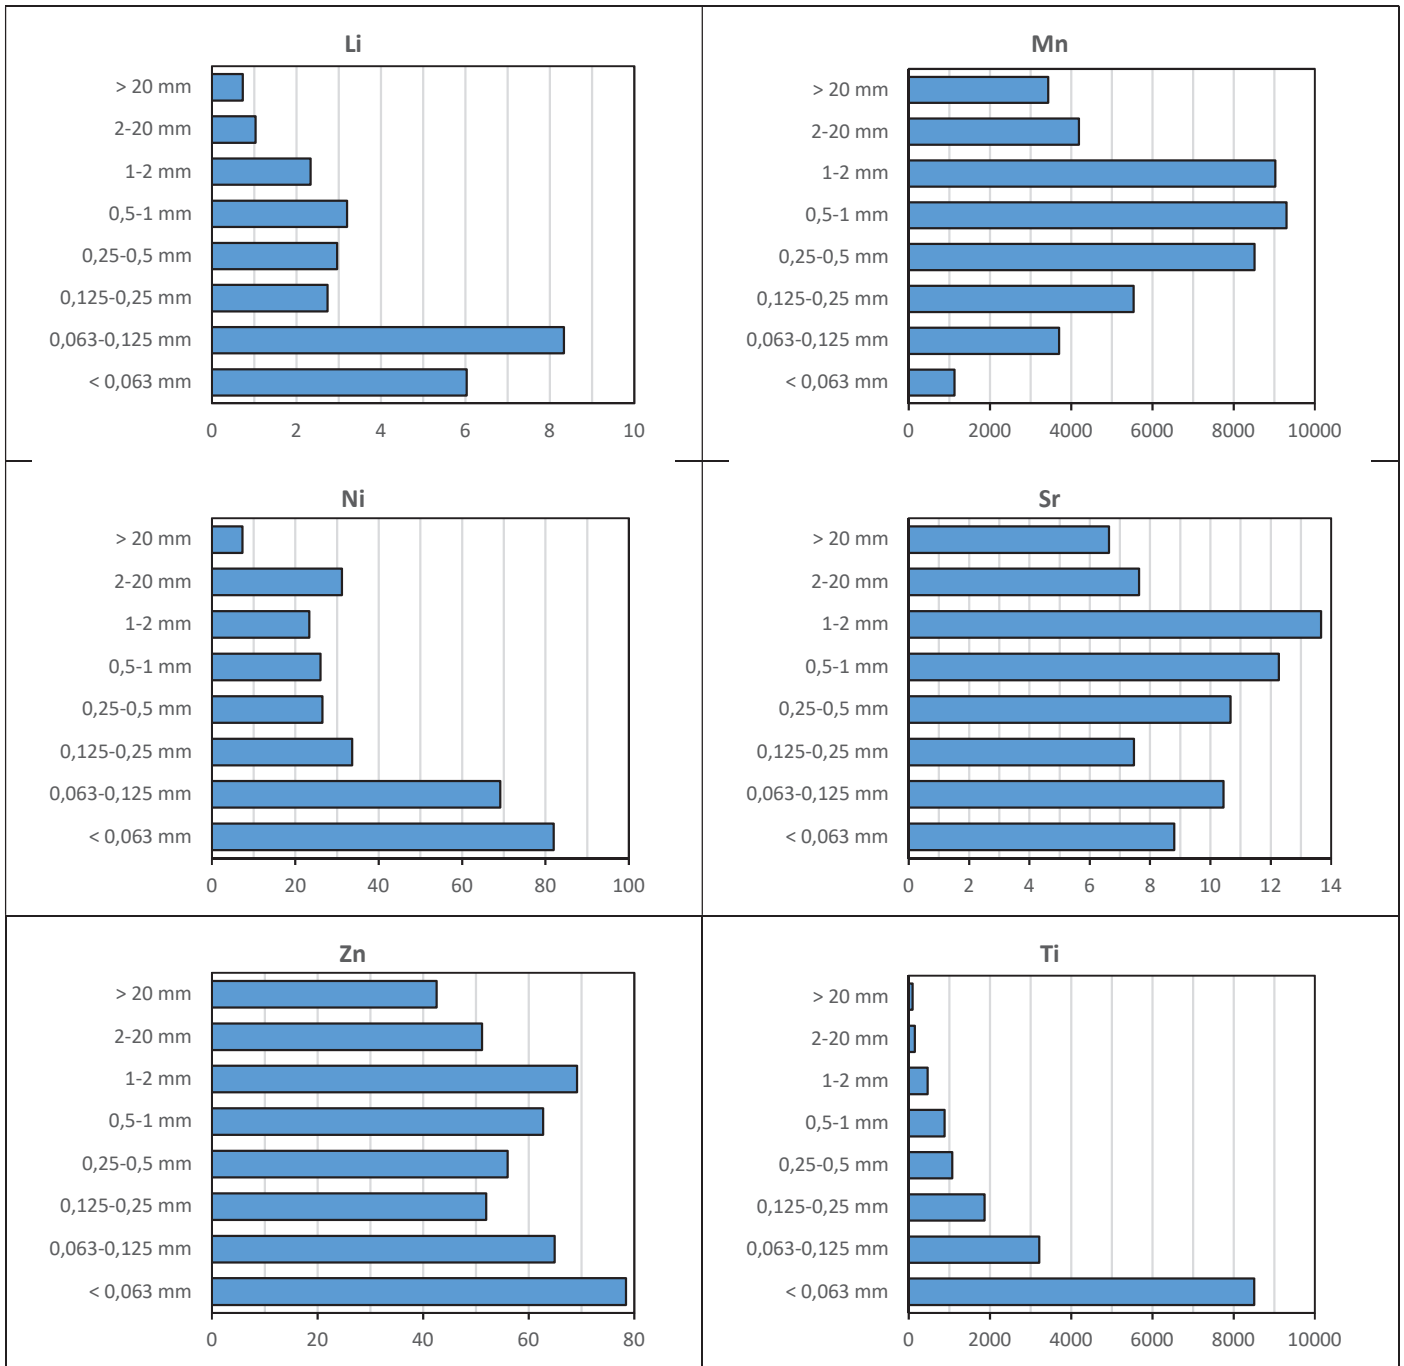 Li
> 20 mm
2-20 mm
1-2 mm
0,5-1 mm
0,25-0,5 mm
0,125-0,25 mm
0,063-0,125 mm
< 0,063 mm
0 2 4 6 8 10
Mn
> 20 mm
2-20 mm
1-2 mm
0,5-1 mm
0,25-0,5 mm
0,125-0,25 mm
0,063-0,125 mm
< 0,063 mm
0 2000 4000 6000 8000 10000
Ni
> 20 mm
2-20 mm
1-2 mm
0,5-1 mm
0,25-0,5 mm
0,125-0,25 mm
0,063-0,125 mm
< 0,063 mm
0 20 40 60 80 100
Sr
> 20 mm
2-20 mm
1-2 mm
0,5-1 mm
0,25-0,5 mm
0,125-0,25 mm
0,063-0,125 mm
< 0,063 mm
0 2 4 6 8 10 12 14
Zn
> 20 mm
2-20 mm
1-2 mm
0,5-1 mm
0,25-0,5 mm
0,125-0,25 mm
0,063-0,125 mm
< 0,063 mm
0 20 40 60 80
Ti
> 20 mm
2-20 mm
1-2 mm
0,5-1 mm
0,25-0,5 mm
0,125-0,25 mm
0,063-0,125 mm
< 0,063 mm
0 2000 4000 6000 8000 10000